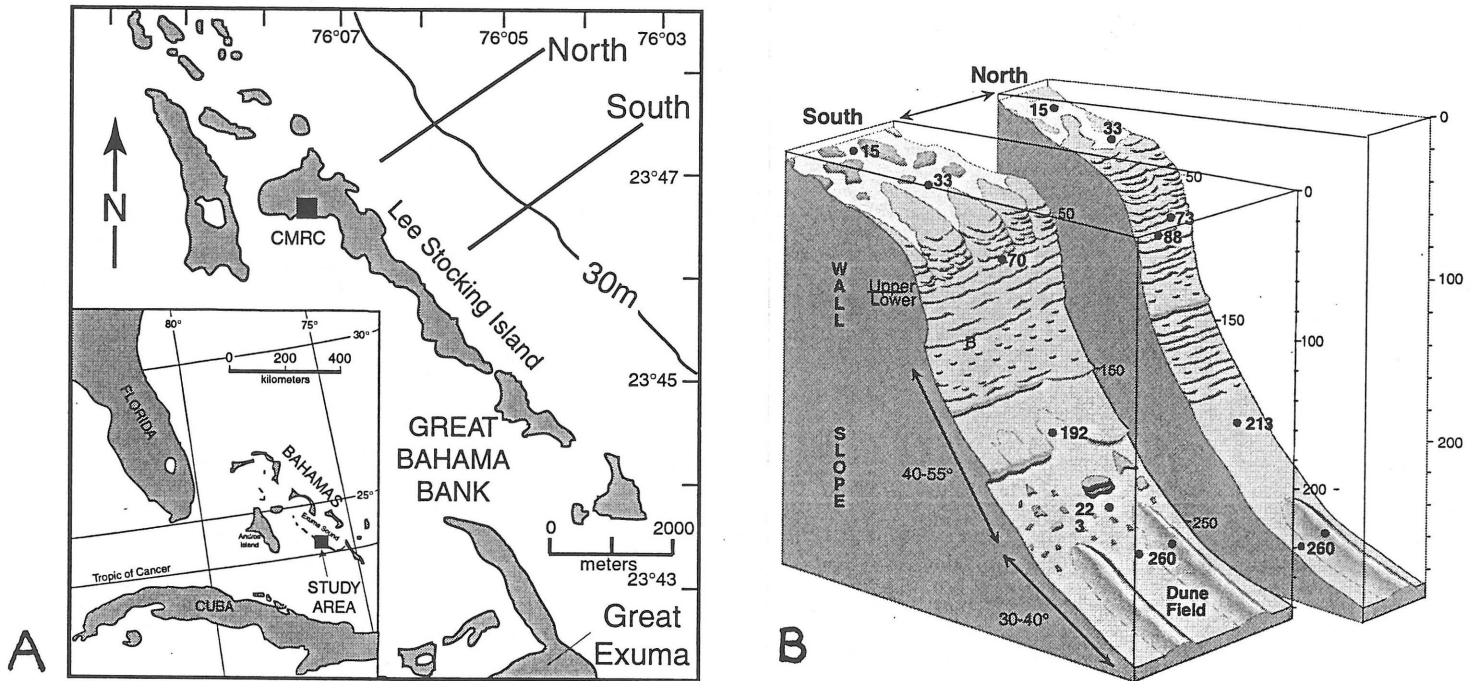 76°07
76°05
76°03
North
South
N
23°47
CMRC
Lee Stocking Island
30m
23°45
GREAT
BAHAMA
BANK
0
2000
meters
23°43
Great
Exuma
80°
75°
30°
0 200 400
kilometers
FLORIDA
BAHAMAS
25°
Exuma Sound
Andros
Island
Tropic of Cancer
STUDY
AREA
CUBA
A
North
South
15
33
0
15
33
50
0
50
73
88
70
WALL
Upper
Lower
100
150
100
B
150
SLOPE
192
213
200
40-55°
200
22
3
250
260
260
Dune
Field
30-40°
B